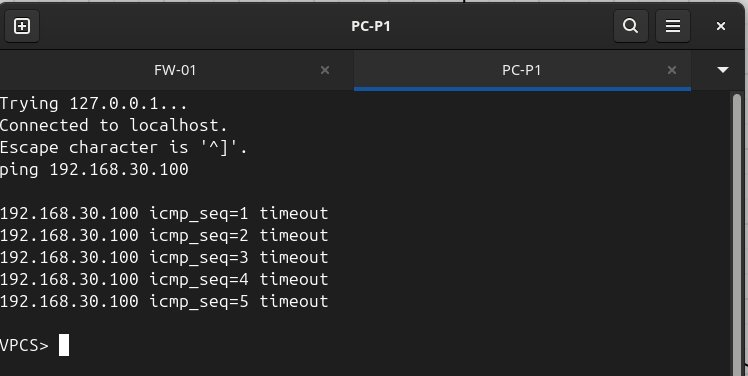 PC-P1
FW-01
PC-P1
Trying 127.0.0.1...
Connected to localhost.
Escape character is '^]'.
ping 192.168.30.100
192.168.30.100 icmp_seq=1 timeout
192.168.30.100 icmp_seq=2 timeout
192.168.30.100 icmp_seq=3 timeout
192.168.30.100 icmp_seq=4 timeout
192.168.30.100 icmp_seq=5 timeout
VPCS>